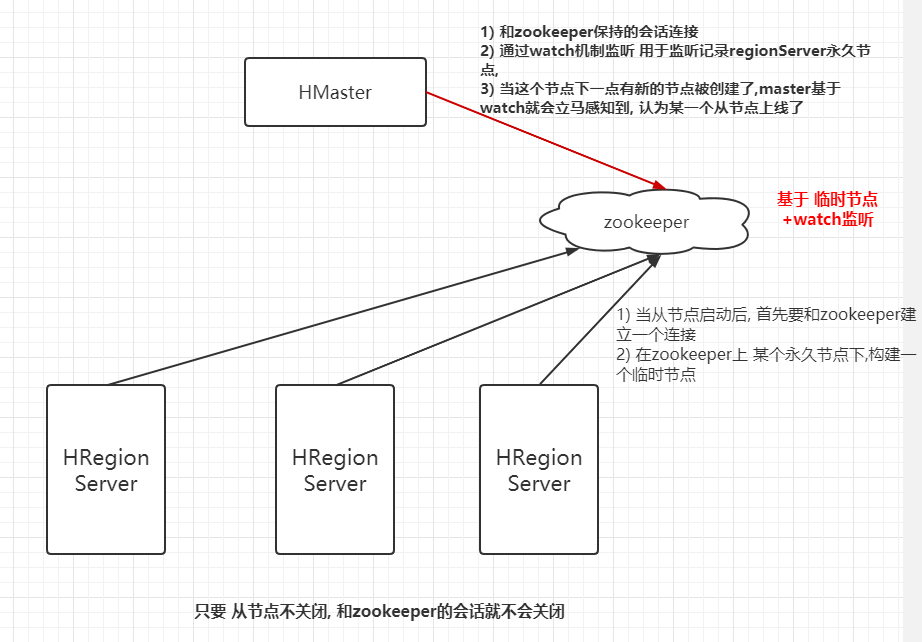 1) 和zookeeper保持的会话连接
2) 通过watch机制监听 用于监听记录regionServer永久节
点,
3) 当这个节点下一点有新的节点被创建了,master基于
watch就会立马感知到, 认为某一个从节点上线了
HMaster
zookeeper
基于 临时节点
+watch监听
1) 当从节点启动后, 首先要和zookeeper建
立一个连接
2) 在zookeeper上 某个永久节点下,构建一
个临时节点
HRegion
Server
HRegion
Server
HRegion
Server
只要 从节点不关闭, 和zookeeper的会话就不会关闭